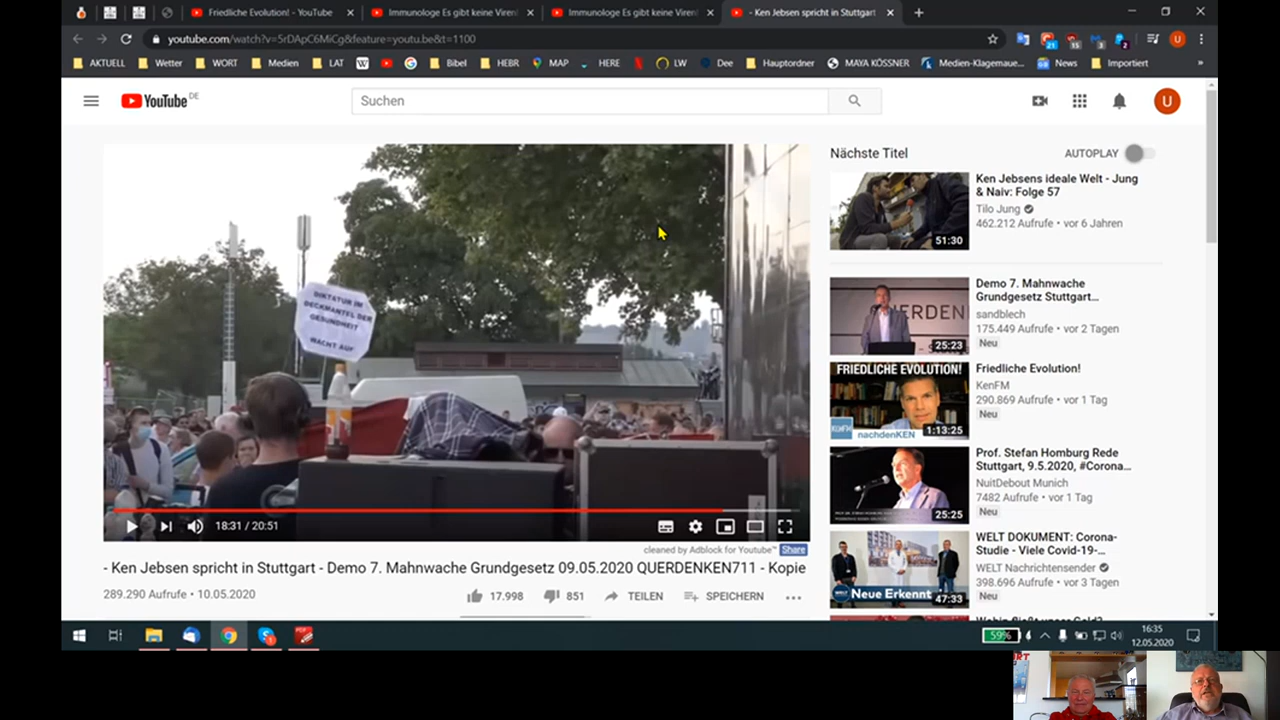 Friedliche Evolution! - YouTube
Immunologe Es gibt keine Viren
Immunologe Es gibt keine Viren
- Ken Jebsen spricht in Stuttgart
youtube.com/watch?v=5rDApC6MiCg&feature=youtu.be&t=1100
AKTUELL
Wetter
WORT
Medien
LAT
Bibel
HEBR
MAP
HERE
LW
Dee
Hauptordner
MAYA KÖSSNER
Medien-Klagemaue...
News
Importiert
YouTube DE
Suchen
U
DIKTATUR IM
DECKMANTEL DER
GESUNDHEIT
WACHT AUF
18:31 / 20:51
cleaned by Adblock for Youtube™ Share
- Ken Jebsen spricht in Stuttgart - Demo 7. Mahnwache Grundgesetz 09.05.2020 QUERDENKEN711 - Kopie
289.290 Aufrufe • 10.05.2020
17.998
851
TEILEN
SPEICHERN
Nächste Titel
AUTOPLAY
51:30
Ken Jebsens ideale Welt - Jung
& Naiv: Folge 57
Tilo Jung
462.212 Aufrufe • vor 6 Jahren
25:23
Demo 7. Mahnwache
Grundgesetz Stuttgart...
sandblech
175.449 Aufrufe • vor 2 Tagen
Neu
FRIEDLICHE EVOLUTION!
KENFM
nachdenKEN
1:13:25
Friedliche Evolution!
KenFM
290.869 Aufrufe • vor 1 Tag
Neu
25:25
Prof. Stefan Homburg Rede
Stuttgart, 9.5.2020, #Corona...
NuitDebout Munich
7482 Aufrufe • vor 1 Tag
Neu
WELT
Neue Erkennt
47:33
WELT DOKUMENT: Corona-
Studie - Viele Covid-19-...
WELT Nachrichtensender
398.696 Aufrufe • vor 3 Tagen
Neu
59%
16:35
12.05.2020